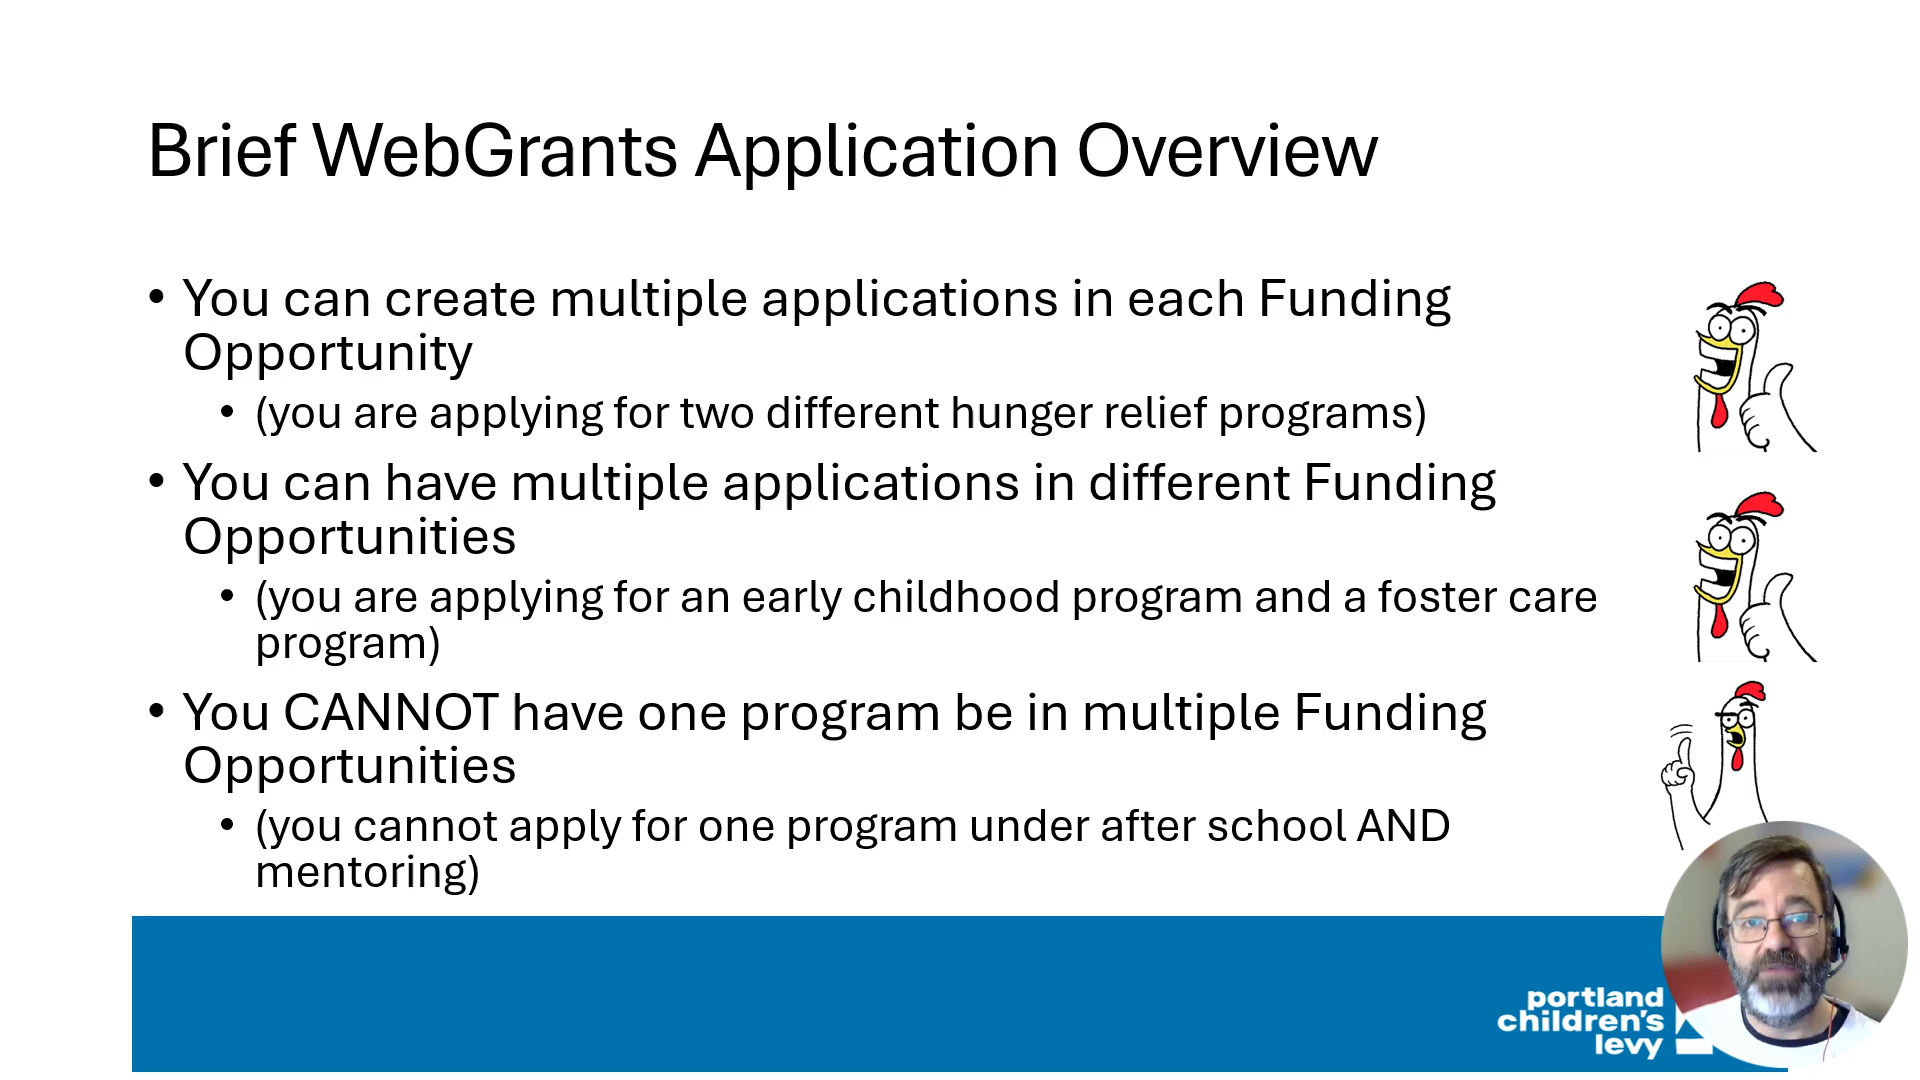 Brief WebGrants Application Overview
• You can create multiple applications in each Funding
Opportunity
• (you are applying for two different hunger relief programs)
• You can have multiple applications in different Funding
Opportunities
• (you are applying for an early childhood program and a foster care
program)
• You CANNOT have one program be in multiple Funding
Opportunities
• (you cannot apply for one program under after school AND
mentoring)
portland
children's
levy